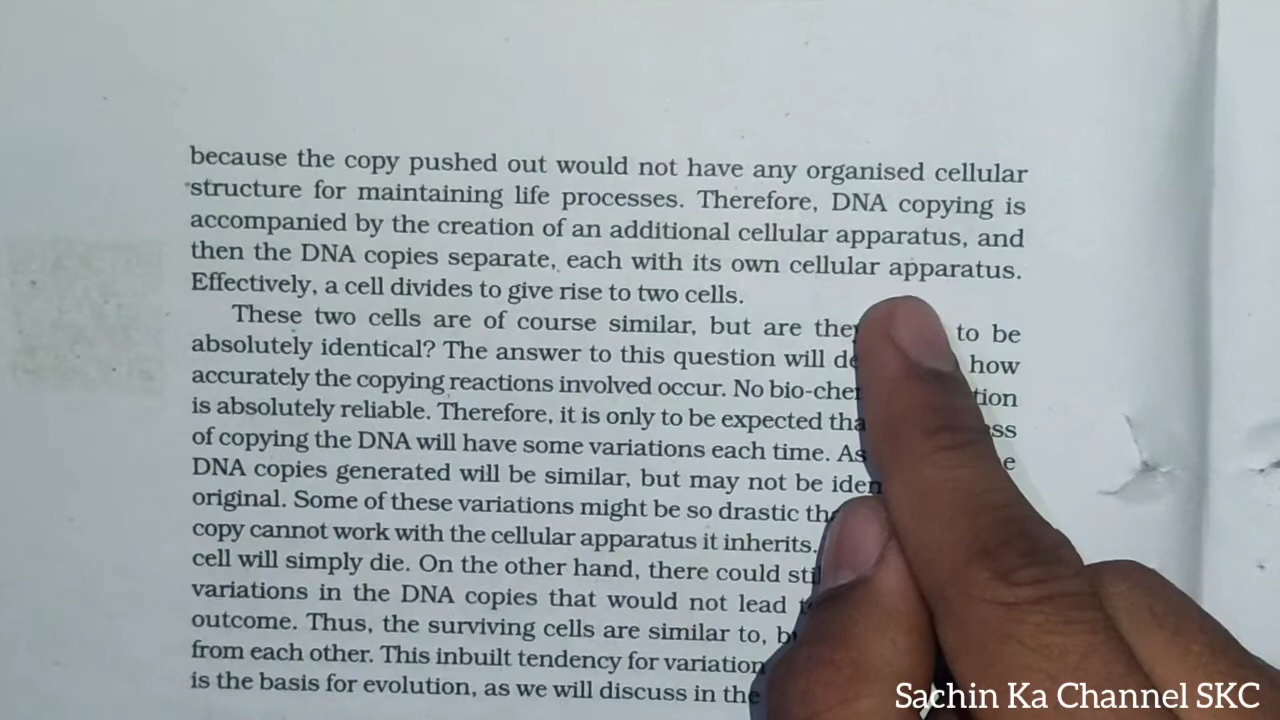 because the copy pushed out would not have any organised cellular
structure for maintaining life processes. Therefore, DNA copying is
accompanied by the creation of an additional cellular apparatus, and
then the DNA copies separate, each with its own cellular apparatus.
Effectively, a cell divides to give rise to two cells.
These two cells are of course similar, but are they to be
absolutely identical? The answer to this question will how
accurately the copying reactions involved occur. No
is absolutely reliable. Therefore, it is only to be expected
of copying the DNA will have some variations each time. As
DNA copies generated will be similar, but may not be
original. Some of these variations might be so drastic
copy cannot work with the cellular apparatus it inherits.
cell will simply die. On the other hand, there could
variations in the DNA copies that would not lead
outcome. Thus, the surviving cells are similar to,
from each other. This inbuilt tendency for variation
is the basis for evolution, as we will discuss in the
Sachin Ka Channel SKC